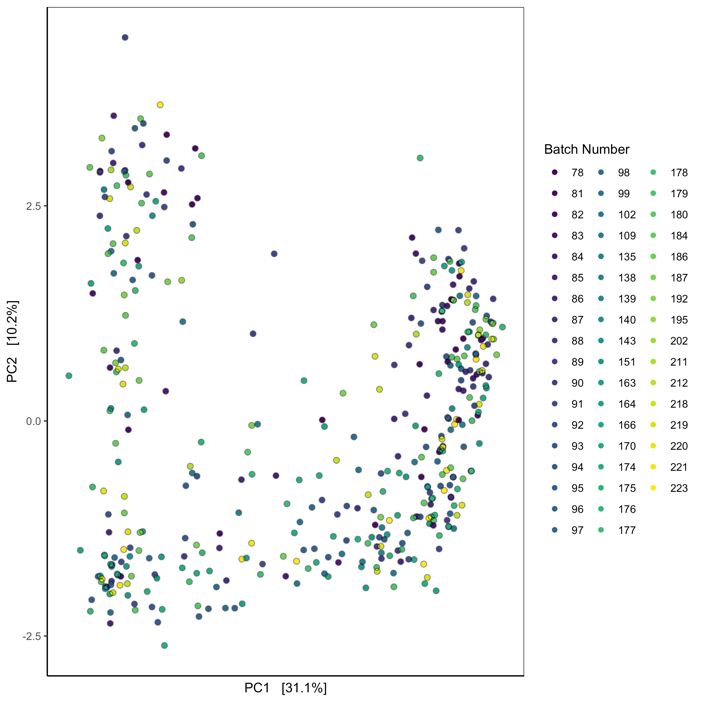 Batch Number
78 98 178
81 99 179
82 102 180
83 109 184
84 135 186
85 138 187
86 139 192
87 140 195
88 143 202
89 151 211
90 163 212
91 164 218
92 166 219
93 170 220
94 174 221
95 175 223
96 176
97 177
2.5
0.0
-2.5
PC2 [10.2%]
PC1 [31.1%]